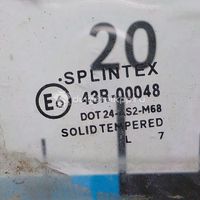 20
SPLINTEX
E6 43R-00048
DOT 24-AS2-M68
SOLID TEMPERED
L 7